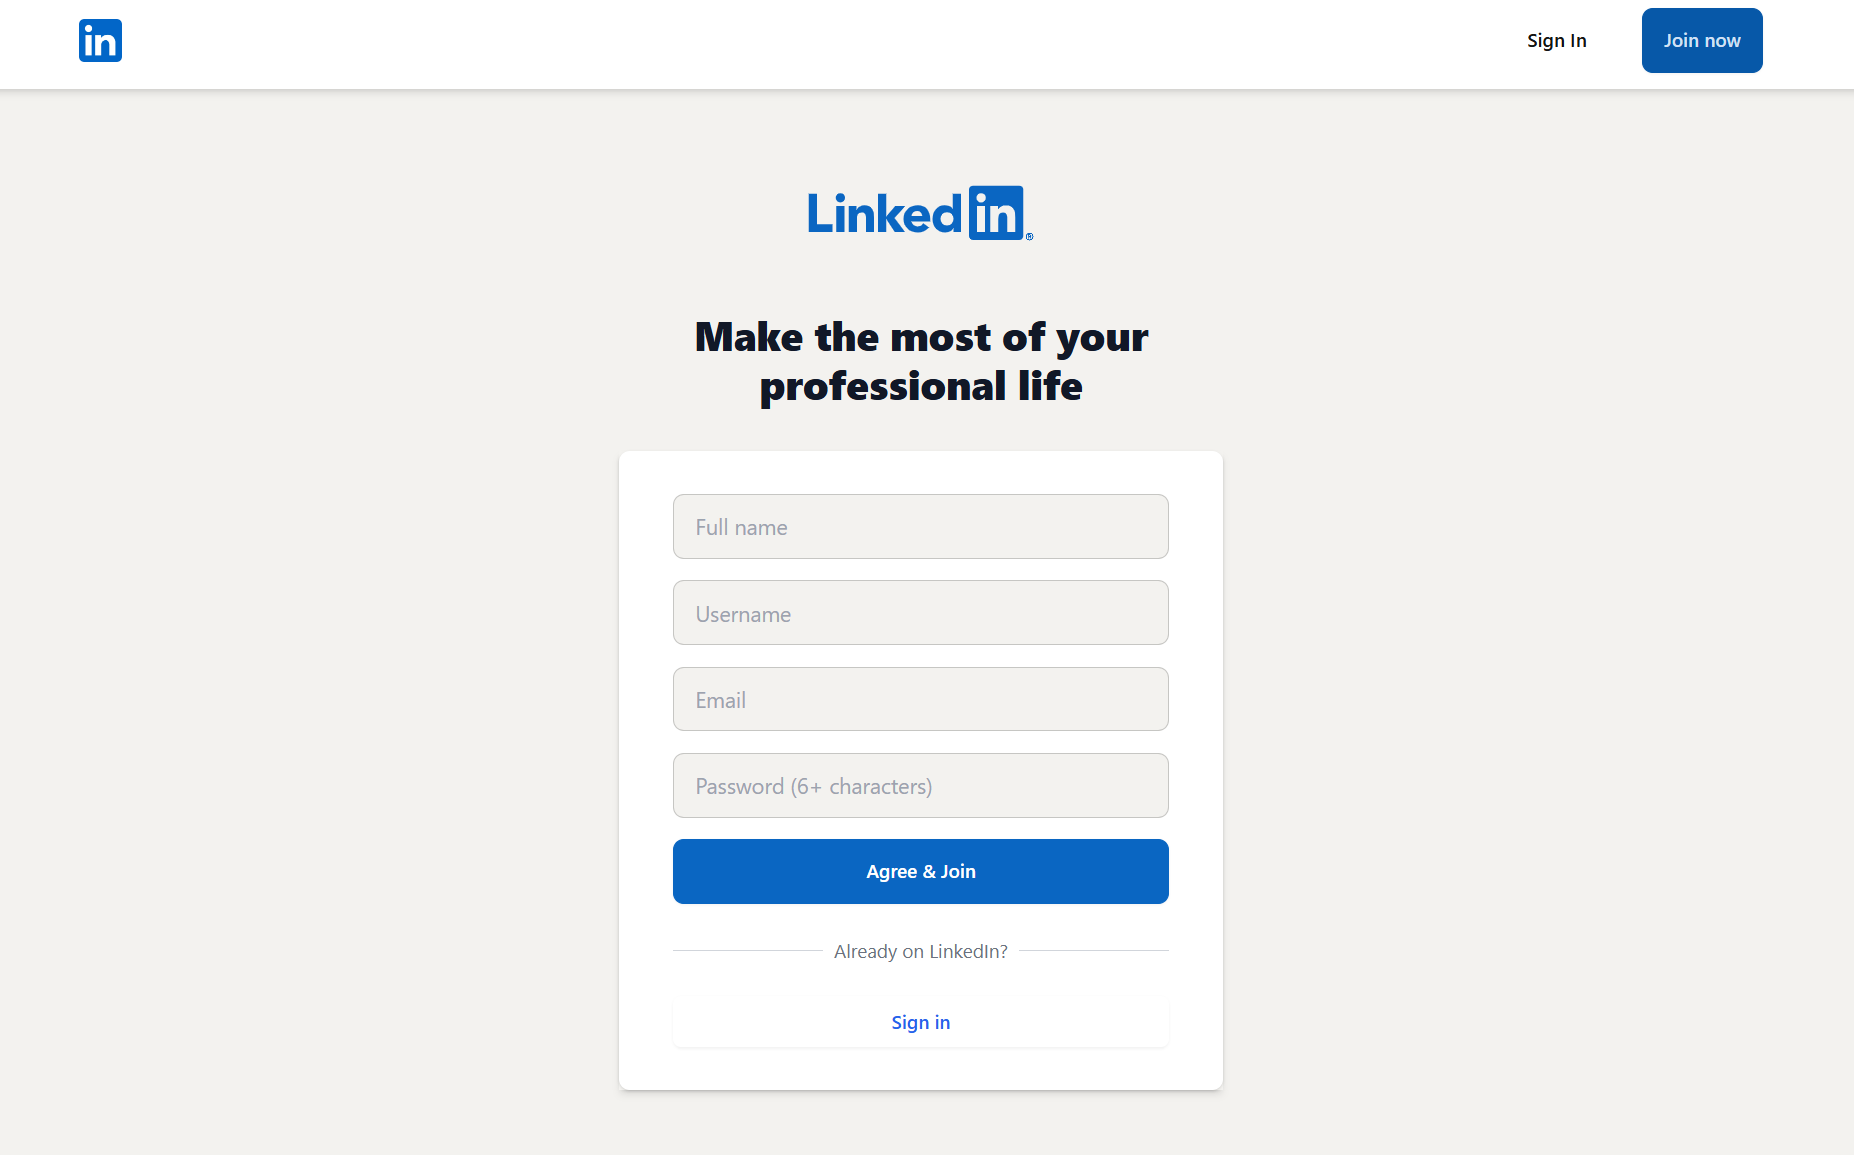 in
Sign In
Join now
Linkedin®
Make the most of your
professional life
Full name
Username
Email
Password (6+ characters)
Agree & Join
Already on LinkedIn?
Sign in